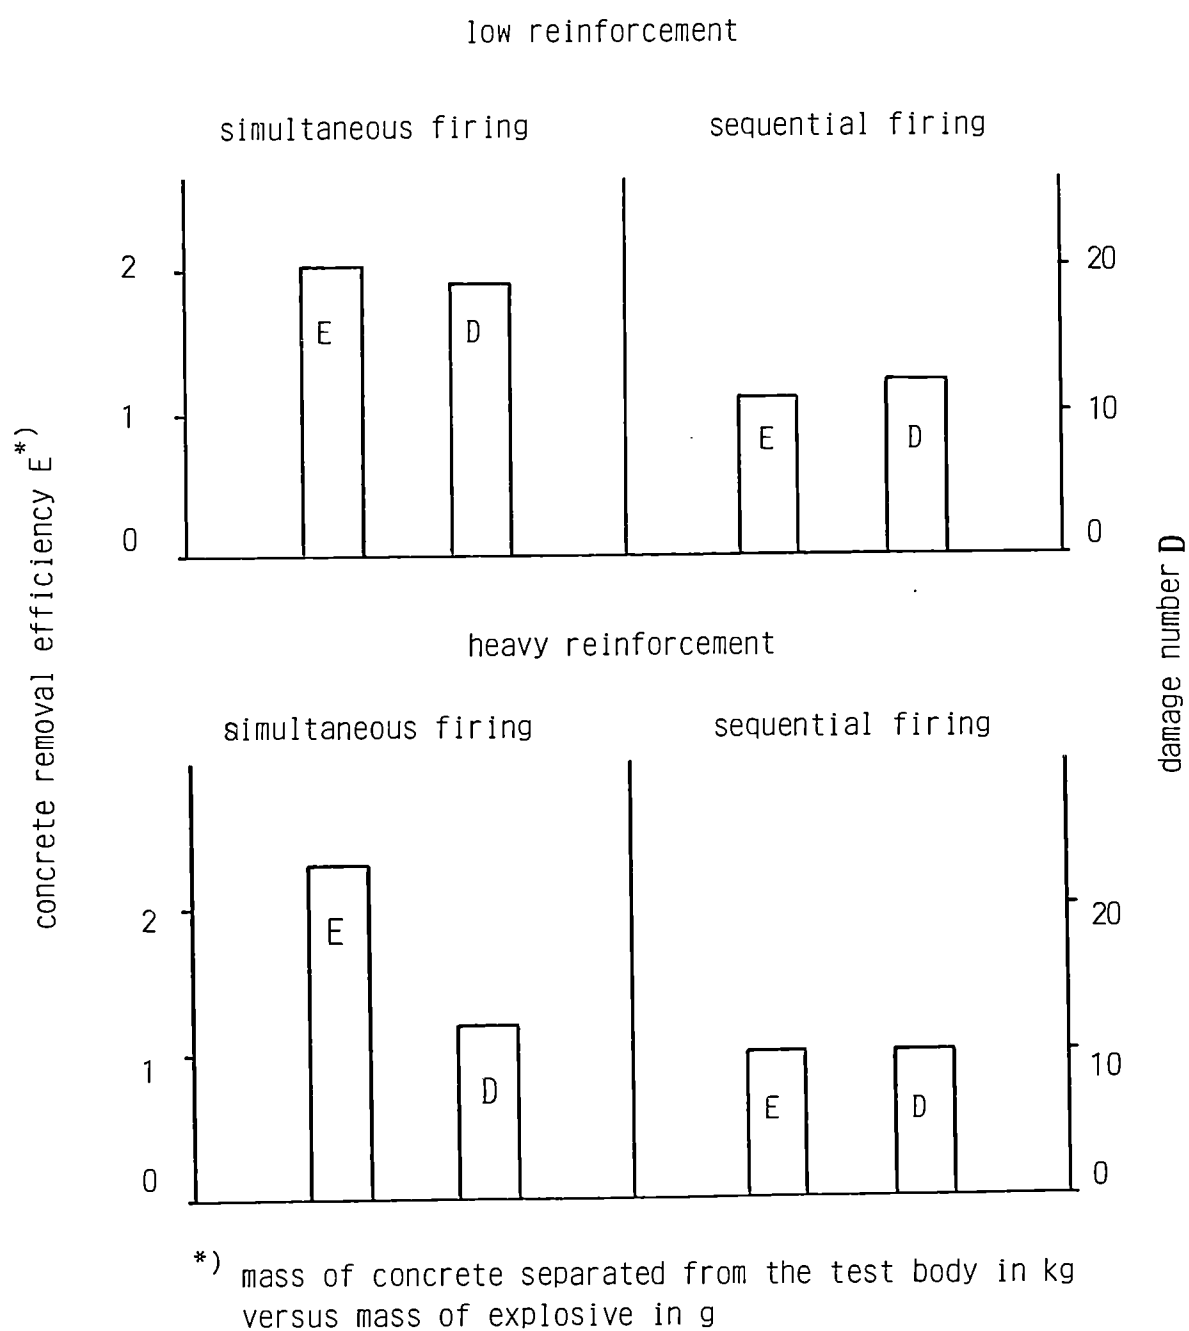 low reinforcement
simultaneous firing
sequential firing
2
1
0
E
D
E
D
20
10
0
concrete removal efficiency E*)
damage number D
heavy reinforcement
simultaneous firing
sequential firing
2
1
0
E
D
E
D
20
10
0
*) mass of concrete separated from the test body in kg
versus mass of explosive in g